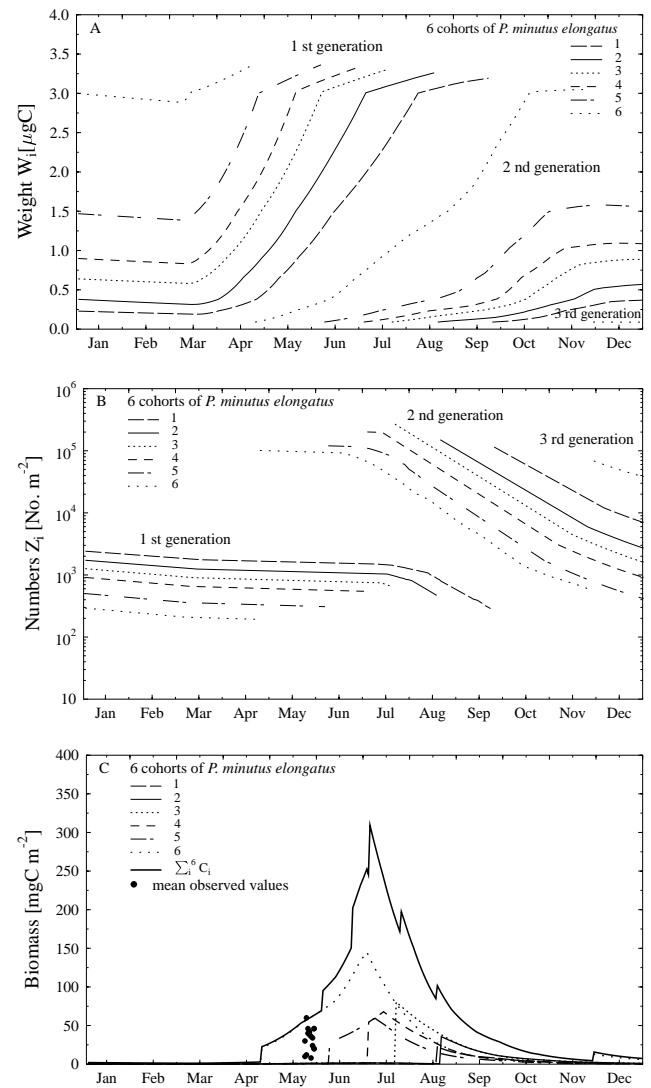 A
6 cohorts of P. minutus elongatus
1 st generation
1
2
3
4
5
6
2 nd generation
3 rd generation
4.0
3.5
3.0
2.5
2.0
1.5
1.0
0.5
0.0
Weight Wi[µgC]
Jan Feb Mar Apr May Jun Jul Aug Sep Oct Nov Dec
B 6 cohorts of P. minutus elongatus
1
2
3
4
5
6
2 nd generation
3 rd generation
1 st generation
10^6
10^5
10^4
10^3
10^2
10
Numbers Zi [No. m-2]
Jan Feb Mar Apr May Jun Jul Aug Sep Oct Nov Dec
C 6 cohorts of P. minutus elongatus
1
2
3
4
5
6
∑i6 Ci
mean observed values
400
350
300
250
200
150
100
50
0
Biomass [mgC m-2]
Jan Feb Mar Apr May Jun Jul Aug Sep Oct Nov Dec